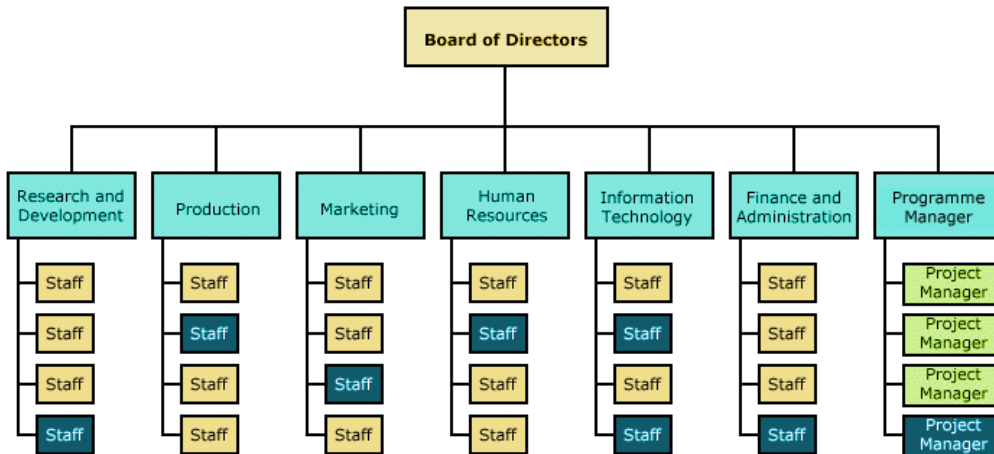 Board of Directors
Research and
Development
Production
Marketing
Human
Resources
Information
Technology
Finance and
Administration
Programme
Manager
Staff
Staff
Staff
Staff
Staff
Staff
Project
Manager
Staff
Staff
Staff
Staff
Staff
Staff
Project
Manager
Staff
Staff
Staff
Staff
Staff
Staff
Project
Manager
Staff
Staff
Staff
Staff
Staff
Staff
Project
Manager